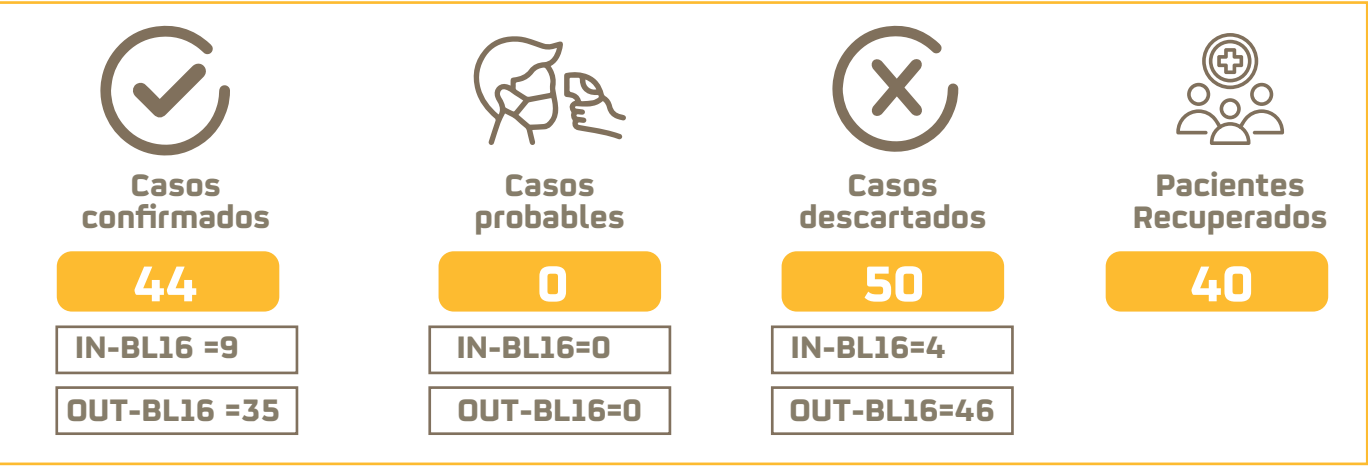 Casos
confirmados
44
IN-BL16 =9
OUT-BL16 =35
Casos
probables
0
IN-BL16=0
OUT-BL16=0
Casos
descartados
50
IN-BL16=4
OUT-BL16=46
Pacientes
Recuperados
40